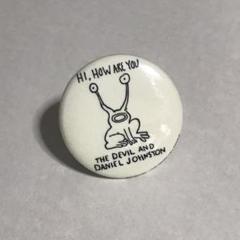 HI, HOW ARE YOU
THE DEVIL AND
DANIEL JOHNSTON